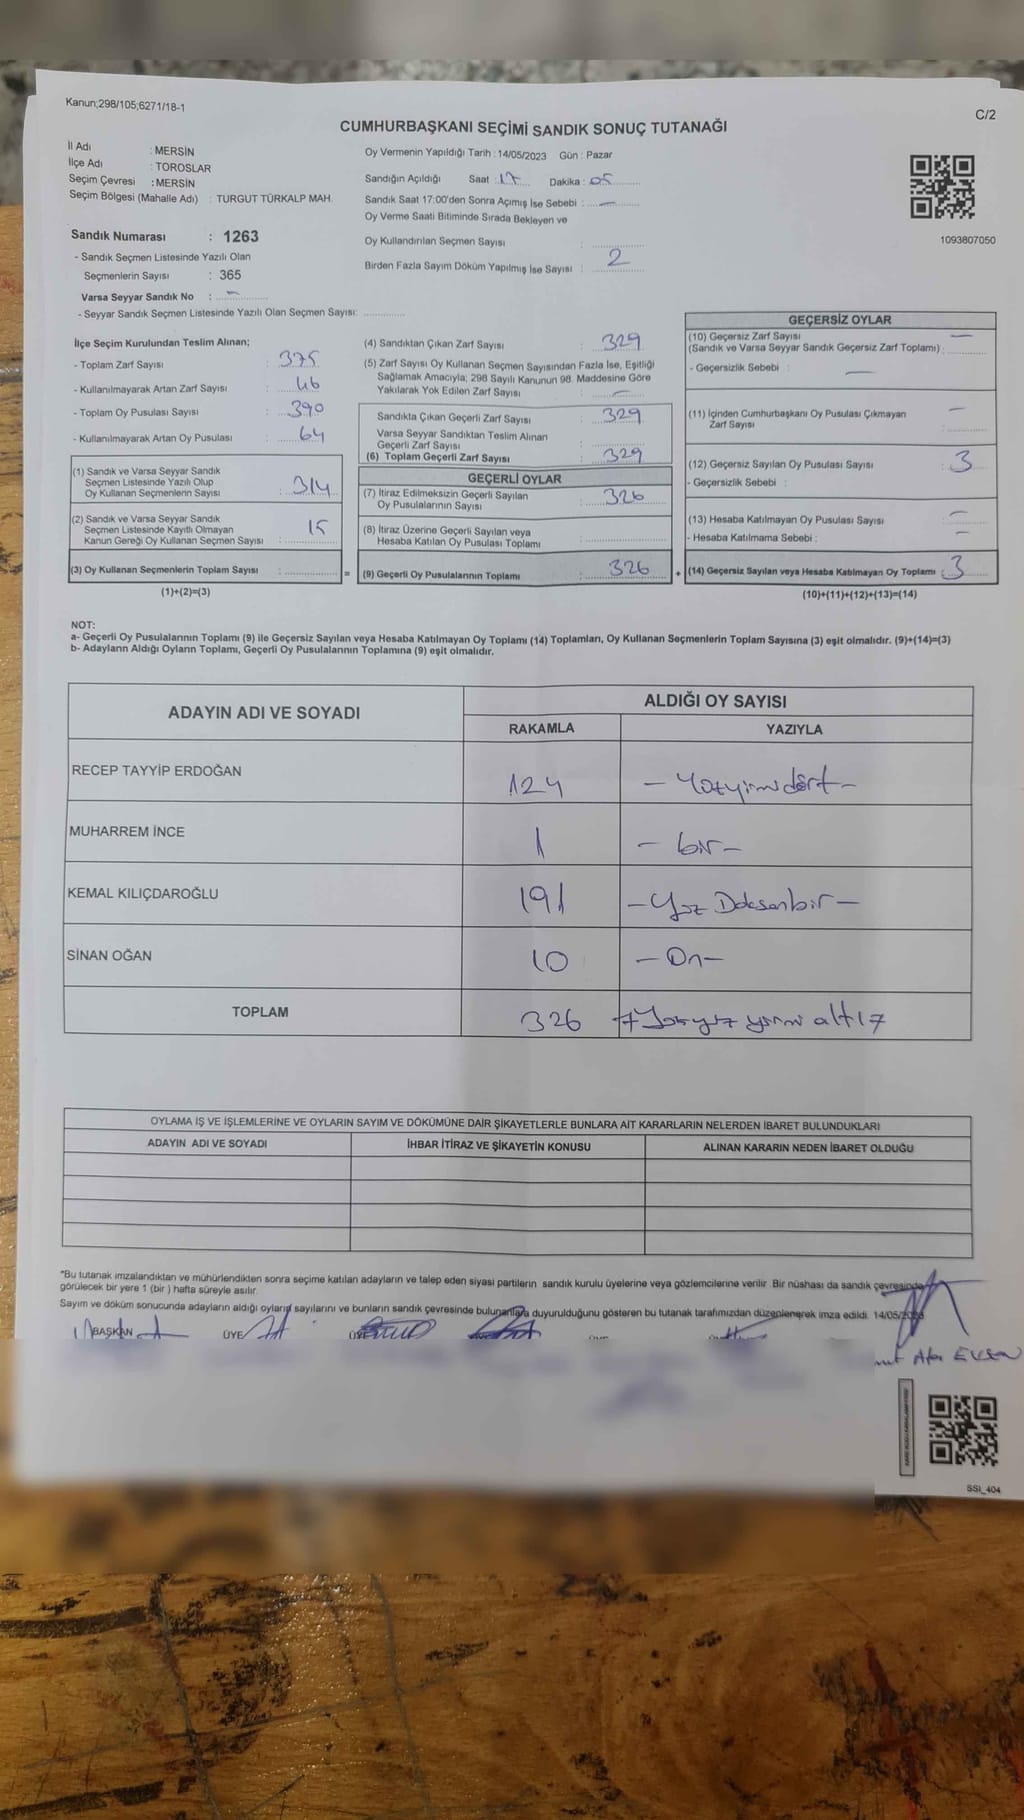 Kanun;298/105;6271/18-1
C/2
CUMHURBAŞKANI SEÇİMİ SANDIK SONUÇ TUTANAĞI
İl Adı : MERSİN
İlçe Adı : TOROSLAR
Seçim Çevresi : MERSİN
Seçim Bölgesi (Mahalle Adı) : TURGUT TÜRKALP MAH.
Sandık Numarası : 1263
- Sandık Seçmen Listesinde Yazılı Olan
Seçmenlerin Sayısı : 365
Varsa Seyyar Sandık No : –
- Seyyar Sandık Seçmen Listesinde Yazılı Olan Seçmen Sayısı:
Oy Vermenin Yapıldığı Tarih : 14/05/2023 Gün : Pazar
Sandığın Açıldığı Saat : 17 Dakika : 05
Sandık Saat 17:00'den Sonra Açımış İse Sebebi : –
Oy Verme Saati Bitiminde Sırada Bekleyen ve
Oy Kullandırılan Seçmen Sayısı :
Birden Fazla Sayım Döküm Yapılmış İse Sayısı : 2
1093807050
İlçe Seçim Kurulundan Teslim Alınan;
- Toplam Zarf Sayısı : 375
- Kullanılmayarak Artan Zarf Sayısı : 46
- Toplam Oy Pusulası Sayısı : 390
- Kullanılmayarak Artan Oy Pusulası : 64
(1) Sandık ve Varsa Seyyar Sandık
Seçmen Listesinde Yazılı Olup
Oy Kullanan Seçmenlerin Sayısı : 314
(2) Sandık ve Varsa Seyyar Sandık
Seçmen Listesinde Kayıtlı Olmayan
Kanun Gereği Oy Kullanan Seçmen Sayısı : 15
(3) Oy Kullanan Seçmenlerin Toplam Sayısı :
(1)+(2)=(3)
(4) Sandıktan Çıkan Zarf Sayısı : 329
(5) Zarf Sayısı Oy Kullanan Seçmen Sayısından Fazla İse, Eşitliği
Sağlamak Amacıyla; 298 Sayılı Kanunun 98. Maddesine Göre
Yakılarak Yok Edilen Zarf Sayısı : –
Sandıkta Çıkan Geçerli Zarf Sayısı : 329
Varsa Seyyar Sandıktan Teslim Alınan
Geçerli Zarf Sayısı :
(6) Toplam Geçerli Zarf Sayısı : 329
GEÇERLİ OYLAR
(7) İtiraz Edilmeksizin Geçerli Sayılan
Oy Pusulalarının Sayısı : 326
(8) İtiraz Üzerine Geçerli Sayılan veya
Hesaba Katılan Oy Pusulası Toplamı :
= (9) Geçerli Oy Pusulalarının Toplamı : 326 +
GEÇERSİZ OYLAR
(10) Geçersiz Zarf Sayısı –
(Sandık ve Varsa Seyyar Sandık Geçersiz Zarf Toplamı) :
- Geçersizlik Sebebi : –
(11) İçinden Cumhurbaşkanı Oy Pusulası Çıkmayan –
Zarf Sayısı :
(12) Geçersiz Sayılan Oy Pusulası Sayısı : 3
- Geçersizlik Sebebi :
(13) Hesaba Katılmayan Oy Pusulası Sayısı : –
- Hesaba Katılmama Sebebi : –
(14) Geçersiz Sayılan veya Hesaba Katılmayan Oy Toplamı : 3
(10)+(11)+(12)+(13)=(14)
NOT:
a- Geçerli Oy Pusulalarının Toplamı (9) ile Geçersiz Sayılan veya Hesaba Katılmayan Oy Toplamı (14) Toplamları, Oy Kullanan Seçmenlerin Toplam Sayısına (3) eşit olmalıdır. (9)+(14)=(3)
b- Adayların Aldığı Oyların Toplamı, Geçerli Oy Pusulalarının Toplamına (9) eşit olmalıdır.
ADAYIN ADI VE SOYADI
ALDIĞI OY SAYISI
RAKAMLA YAZIYLA
RECEP TAYYİP ERDOĞAN 124 – Yüzyirmidört –
MUHARREM İNCE 1 – bir –
KEMAL KILIÇDAROĞLU 191 – Yüz Doksanbir –
SİNAN OĞAN 10 – On –
TOPLAM 326 yirmi altı
OYLAMA İŞ VE İŞLEMLERİNE VE OYLARIN SAYIM VE DÖKÜMÜNE DAİR ŞİKAYETLERLE BUNLARA AİT KARARLARIN NELERDEN İBARET BULUNDUKLARI
ADAYIN ADI VE SOYADI İHBAR İTİRAZ VE ŞİKAYETİN KONUSU ALINAN KARARIN NEDEN İBARET OLDUĞU
*Bu tutanak imzalandıktan ve mühürlendikten sonra seçime katılan adayların ve talep eden siyasi partilerin sandık kurulu üyelerine veya gözlemcilerine verilir. Bir nüshası da sandık çevresinde
görülecek bir yere 1 (bir) hafta süreyle asılır.
Sayım ve döküm sonucunda adayların aldığı oyların sayılarını ve bunların sandık çevresinde bulunanlara duyurulduğunu gösteren bu tutanak tarafımızdan düzenlenerek imza edildi. 14/05/2023
BAŞKAN ÜYE ÜYE
SSI_404